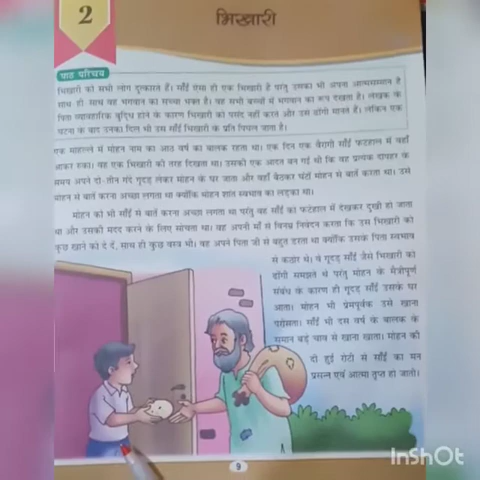 2
भिखारी
पाठ परिचय
भिखारी को सभी लोग दुत्कारते हैं। साँईं ऐसा ही एक भिखारी है परंतु उसका भी अपना आत्मसम्मान है
साथ ही साथ वह भगवान का सच्चा भक्त है। वह सभी बच्चों में भगवान का रूप देखता है। लेखक के
पिता व्यावहारिक बुद्धि होने के कारण भिखारी को पसंद नहीं करते और उसे ढोंगी मानते हैं। लेकिन एक
घटना के बाद उनका दिल भी उस साँईं भिखारी के प्रति पिघल जाता है।
एक मोहल्ले में मोहन नाम का आठ वर्ष का बालक रहता था। एक दिन एक वैरागी साँईं फटेहाल में वहाँ
आकर रुका। वह एक भिखारी की तरह दिखता था। उसकी एक आदत बन गई थी कि वह प्रत्येक दोपहर के
समय अपने दो-तीन गंदे गूदड़ लेकर मोहन के घर जाता और वहाँ बैठकर घंटों मोहन से बातें करता था। उसे
मोहन से बातें करना अच्छा लगता था क्योंकि मोहन शांत स्वभाव का लड़का था।
मोहन को भी साँईं से बातें करना अच्छा लगता था परंतु वह साँईं को फटेहाल में देखकर दुखी हो जाता
था और उसकी मदद करने के लिए सोचता था। वह अपनी माँ से विनम्र निवेदन करता कि उस भिखारी को
कुछ खाने को दे दें, साथ ही कुछ वस्त्र भी। वह अपने पिता जी से बहुत डरता था क्योंकि उसके पिता स्वभाव
से कठोर थे। वे गूदड़ साँईं जैसे भिखारी को
ढोंगी समझते थे परंतु मोहन के मैत्रीपूर्ण
संबंध के कारण ही गूदड़ साँईं उसके घर
आता। मोहन भी प्रेमपूर्वक उसे खाना
परोसता। साँईं भी दस वर्ष के बालक के
समान बड़े चाव से खाना खाता। मोहन की
दी हुई रोटी से साँईं का मन
प्रसन्न एवं आत्मा तृप्त हो जाती।
9
InShOt